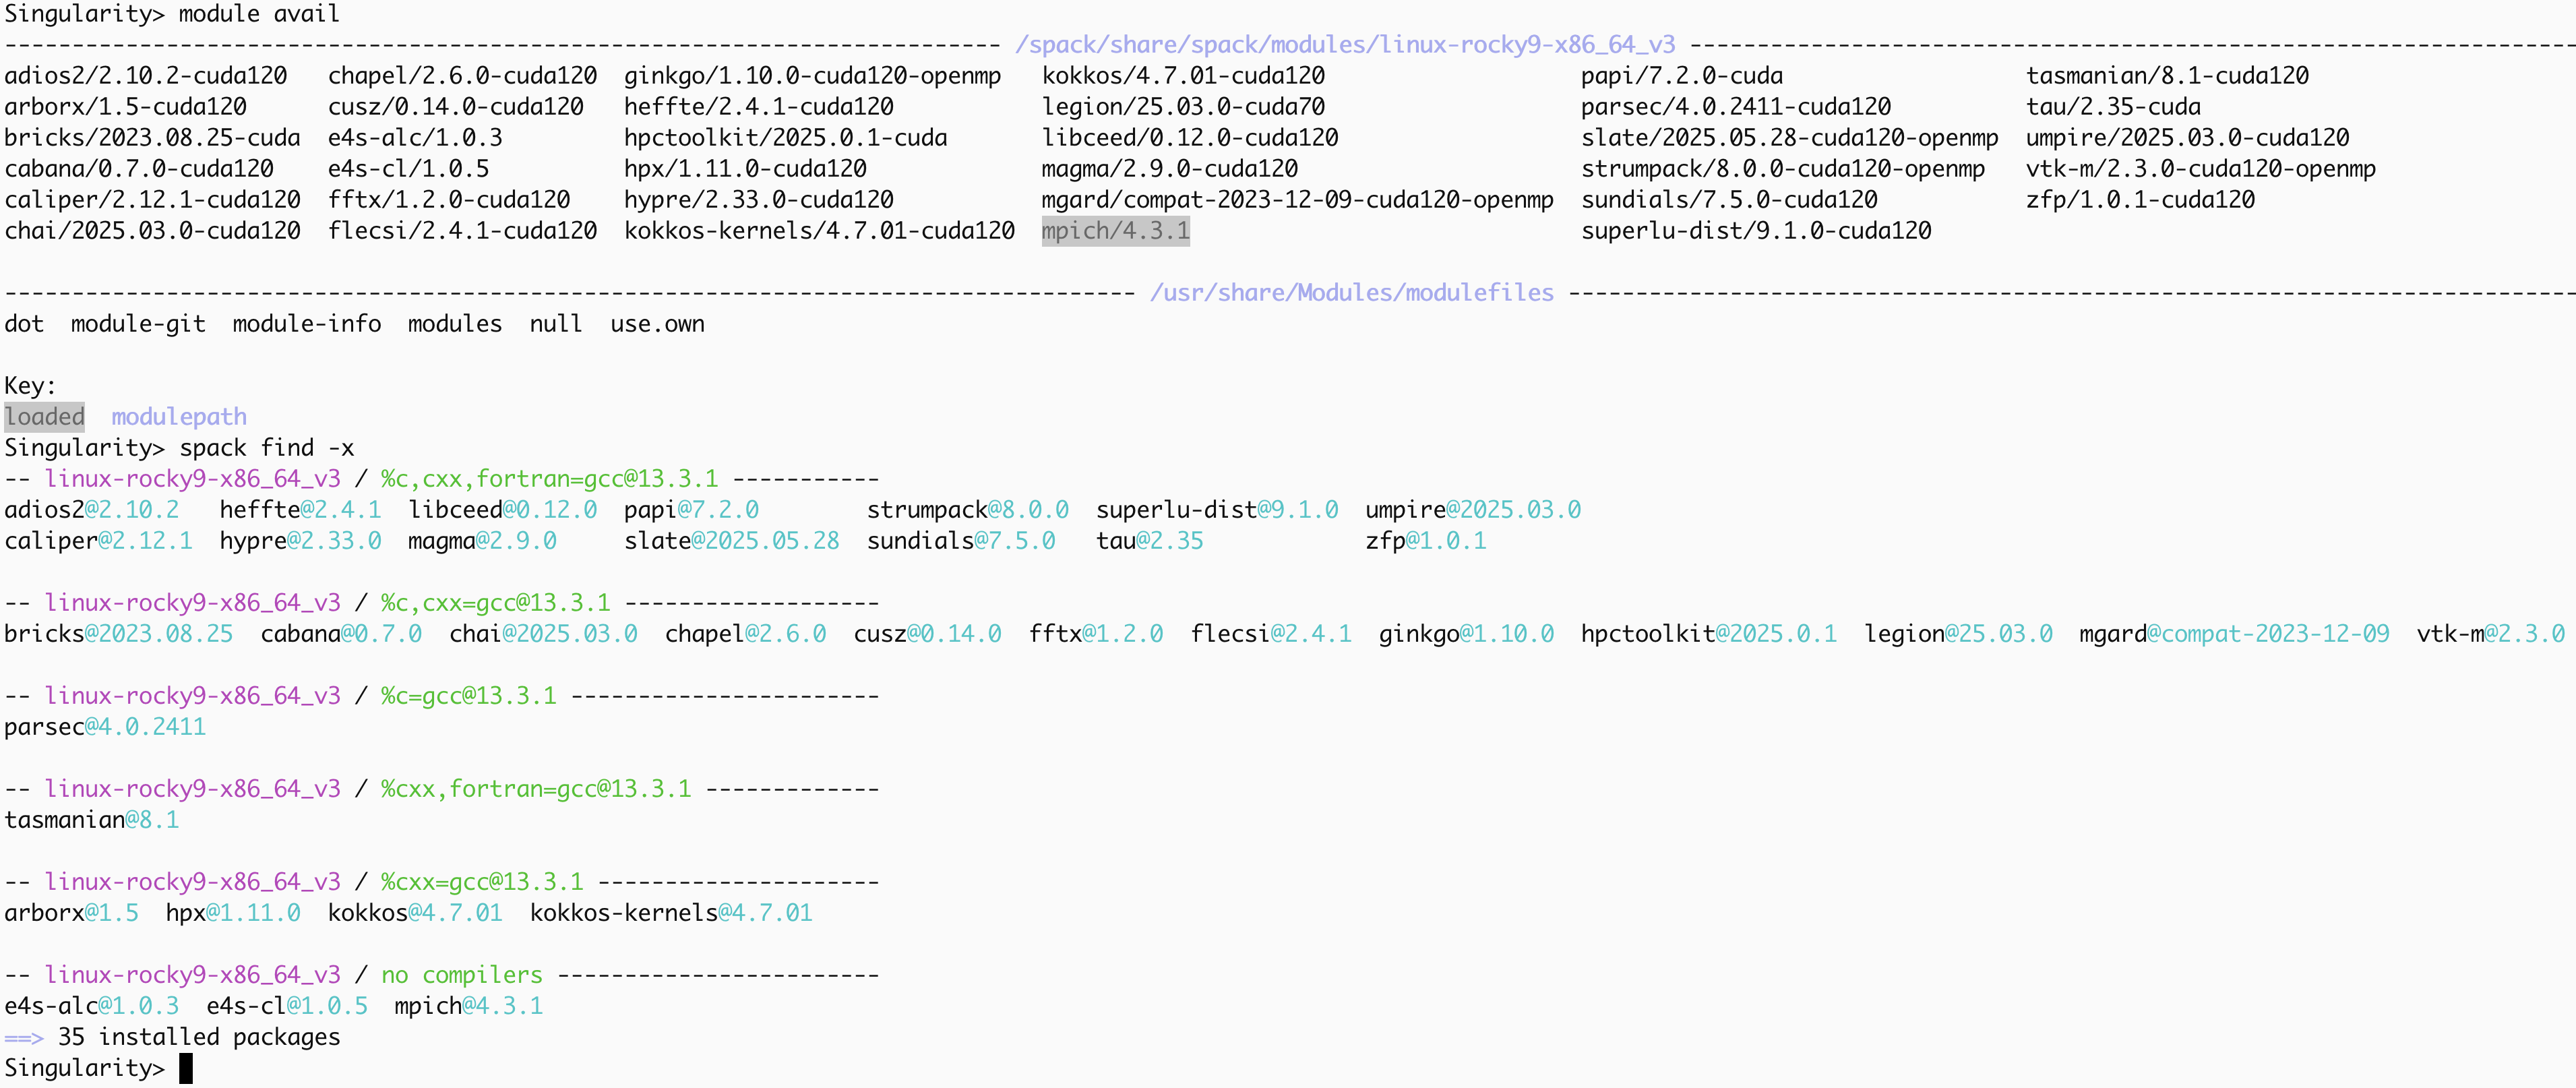 Singularity> module avail
-------------------------------------------------------------------------- /spack/share/spack/modules/linux-rocky9-x86_64_v3 ------------------------------------------------------------------
adios2/2.10.2-cuda120   chapel/2.6.0-cuda120  ginkgo/1.10.0-cuda120-openmp   kokkos/4.7.01-cuda120                   papi/7.2.0-cuda                 tasmanian/8.1-cuda120
arborx/1.5-cuda120      cusz/0.14.0-cuda120   heffte/2.4.1-cuda120           legion/25.03.0-cuda70                   parsec/4.0.2411-cuda120         tau/2.35-cuda
bricks/2023.08.25-cuda  e4s-alc/1.0.3         hpctoolkit/2025.0.1-cuda       libceed/0.12.0-cuda120                  slate/2025.05.28-cuda120-openmp  umpire/2025.03.0-cuda120
cabana/0.7.0-cuda120    e4s-cl/1.0.5          hpx/1.11.0-cuda120             magma/2.9.0-cuda120                     strumpack/8.0.0-cuda120-openmp   vtk-m/2.3.0-cuda120-openmp
caliper/2.12.1-cuda120  fftx/1.2.0-cuda120    hypre/2.33.0-cuda120           mgard/compat-2023-12-09-cuda120-openmp  sundials/7.5.0-cuda120           zfp/1.0.1-cuda120
chai/2025.03.0-cuda120  flecsi/2.4.1-cuda120  kokkos-kernels/4.7.01-cuda120  mpich/4.3.1                             superlu-dist/9.1.0-cuda120
------------------------------------------------------------------------------------ /usr/share/Modules/modulefiles ---------------------------------------------------------------------------
dot  module-git  module-info  modules  null  use.own
Key:
loaded  modulepath
Singularity> spack find -x
-- linux-rocky9-x86_64_v3 / %c,cxx,fortran=gcc@13.3.1 -----------
adios2@2.10.2   heffte@2.4.1  libceed@0.12.0  papi@7.2.0        strumpack@8.0.0  superlu-dist@9.1.0  umpire@2025.03.0
caliper@2.12.1  hypre@2.33.0  magma@2.9.0     slate@2025.05.28  sundials@7.5.0   tau@2.35            zfp@1.0.1
-- linux-rocky9-x86_64_v3 / %c,cxx=gcc@13.3.1 -------------------
bricks@2023.08.25  cabana@0.7.0  chai@2025.03.0  chapel@2.6.0  cusz@0.14.0  fftx@1.2.0  flecsi@2.4.1  ginkgo@1.10.0  hpctoolkit@2025.0.1  legion@25.03.0  mgard@compat-2023-12-09  vtk-m@2.3.0
-- linux-rocky9-x86_64_v3 / %c=gcc@13.3.1 -----------------------
parsec@4.0.2411
-- linux-rocky9-x86_64_v3 / %cxx,fortran=gcc@13.3.1 -------------
tasmanian@8.1
-- linux-rocky9-x86_64_v3 / %cxx=gcc@13.3.1 ---------------------
arborx@1.5  hpx@1.11.0  kokkos@4.7.01  kokkos-kernels@4.7.01
-- linux-rocky9-x86_64_v3 / no compilers ------------------------
e4s-alc@1.0.3  e4s-cl@1.0.5  mpich@4.3.1
==> 35 installed packages
Singularity>